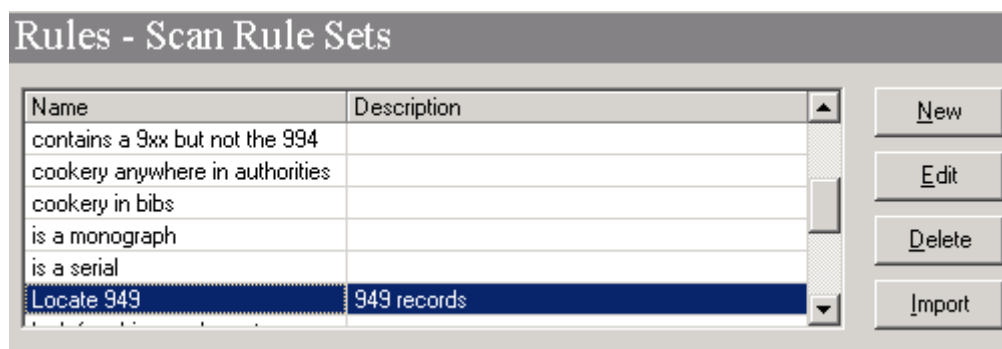 Rules - Scan Rule Sets
Name Description
New
contains a 9xx but not the 994
cookery anywhere in authorities
Edit
cookery in bibs
is a monograph
Delete
is a serial
Locate 949 949 records
Import